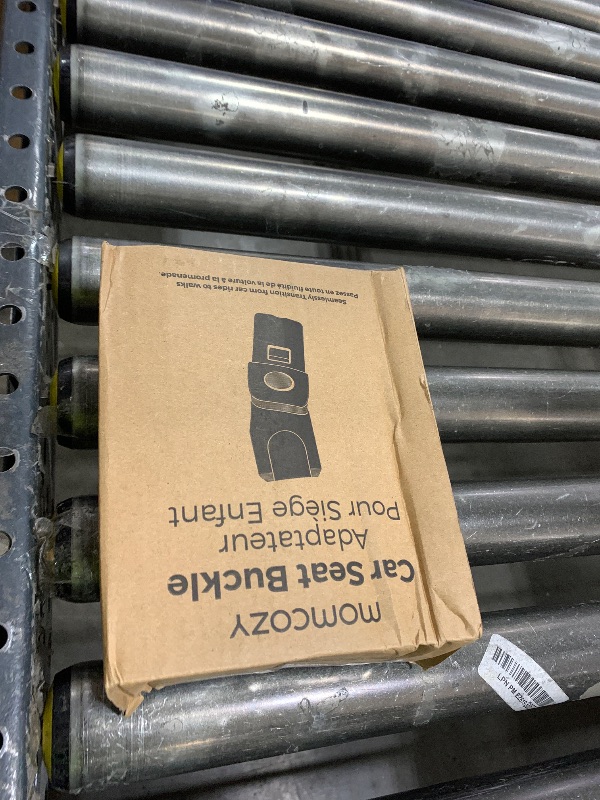 momcozy
Car Seat Buckle
Adaptateur
Pour Siège Enfant
Seamlessly Transition from car rides to walks
Passez en toute fluidité de la voiture à la promenade.
LPN